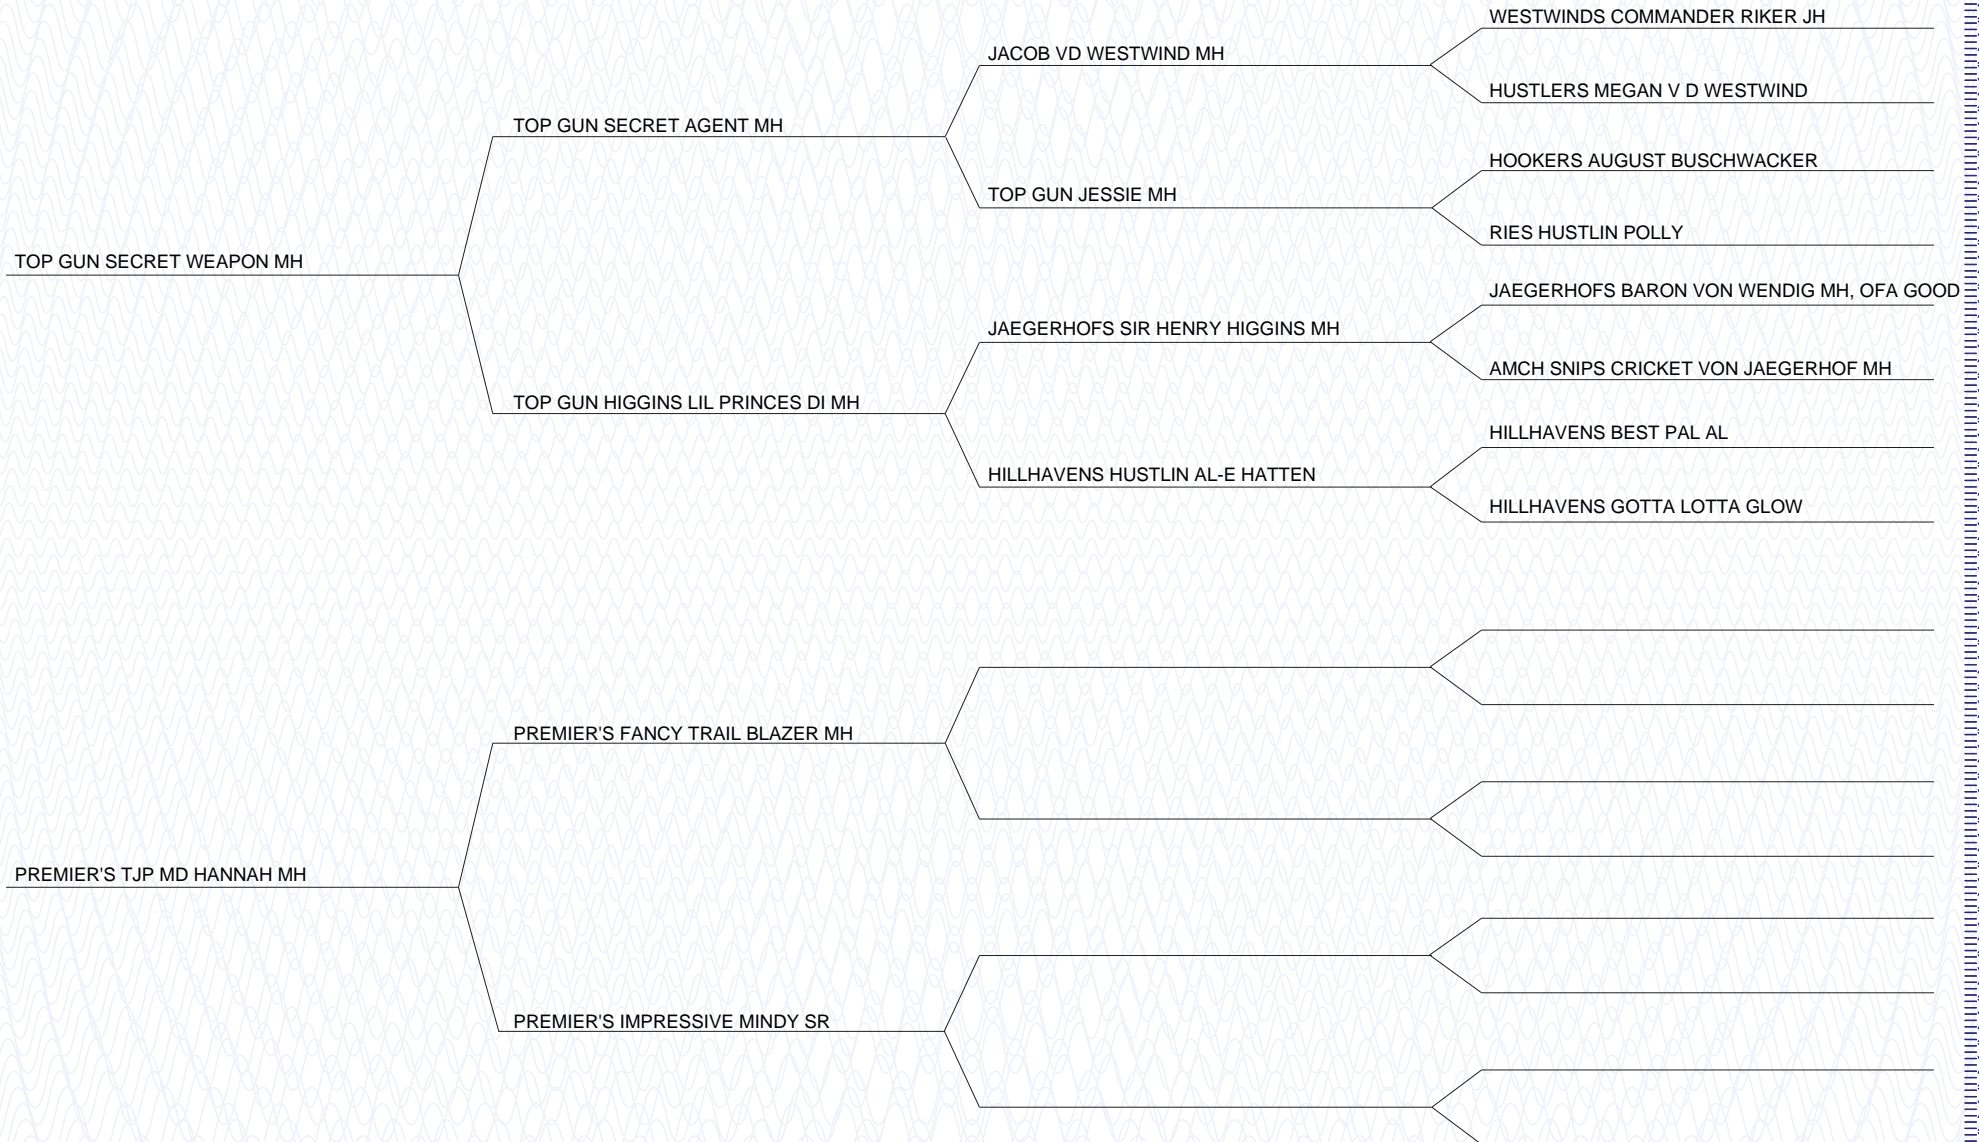 WESTWINDS COMMANDER RIKER JH
JACOB VD WESTWIND MH
HUSTLERS MEGAN V D WESTWIND
TOP GUN SECRET AGENT MH
HOOKERS AUGUST BUSCHWACKER
TOP GUN JESSIE MH
RIES HUSTLIN POLLY
TOP GUN SECRET WEAPON MH
JAEGERHOFS BARON VON WENDIG MH, OFA GOOD
JAEGERHOFS SIR HENRY HIGGINS MH
AMCH SNIPS CRICKET VON JAEGERHOF MH
TOP GUN HIGGINS LIL PRINCES DI MH
HILLHAVENS BEST PAL AL
HILLHAVENS HUSTLIN AL-E HATTEN
HILLHAVENS GOTTA LOTTA GLOW
PREMIER'S FANCY TRAIL BLAZER MH
PREMIER'S TJP MD HANNAH MH
PREMIER'S IMPRESSIVE MINDY SR